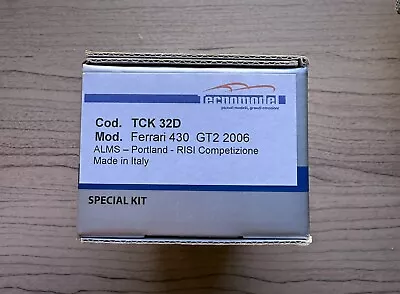 tecnomodel
piccoli modelli, grandi emozioni
Cod. TCK 32D
Mod. Ferrari 430 GT2 2006
ALMS – Portland - RISI Competizione
Made in Italy
SPECIAL KIT